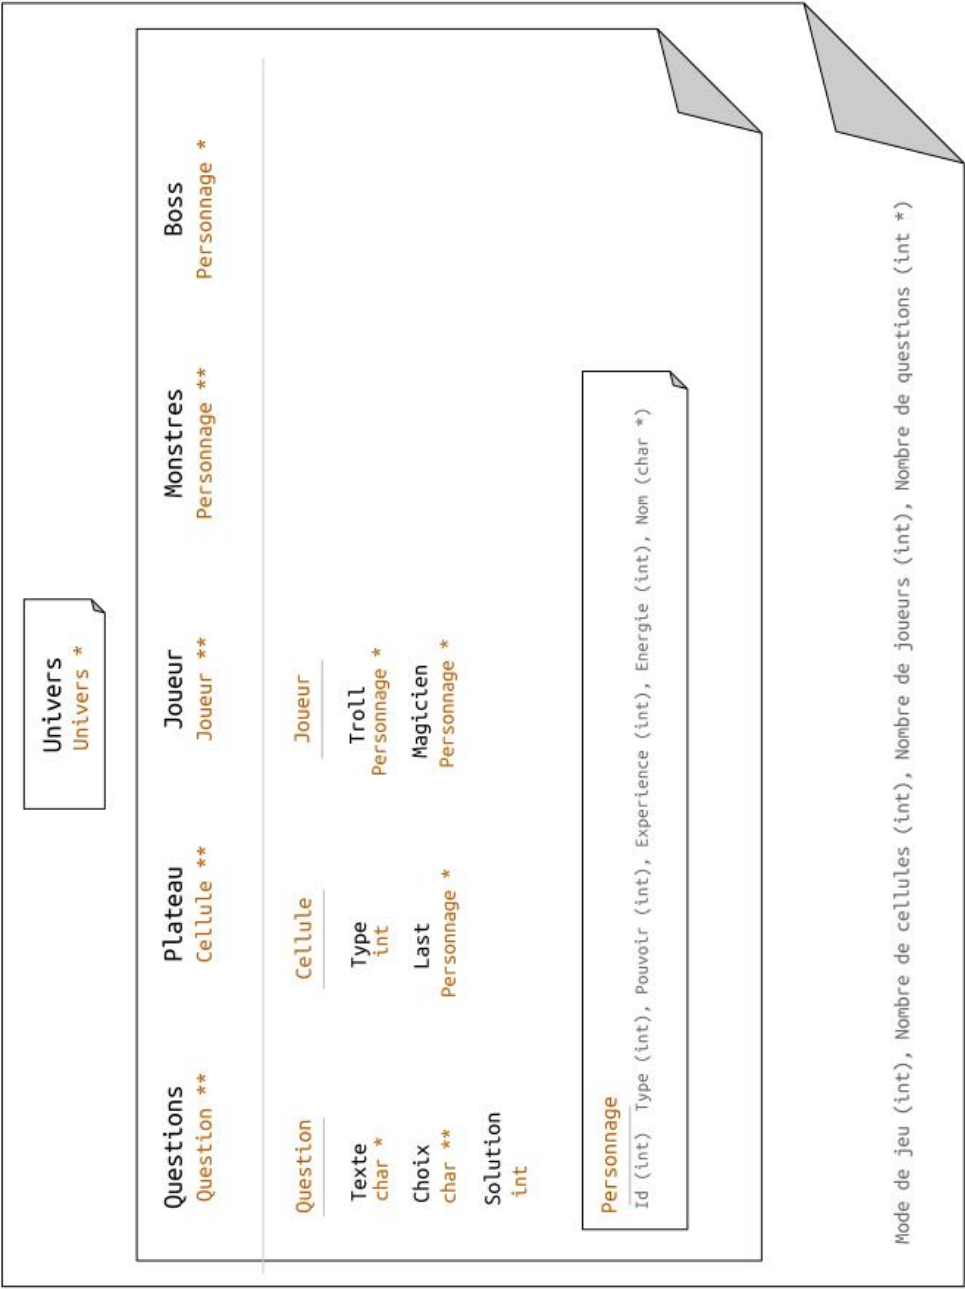 Univers
Univers *
Questions
Question **
Plateau
Cellule **
Joueur
Joueur **
Monstres
Personnage **
Boss
Personnage *
Question
Texte
char *
Choix
char **
Solution
int
Cellule
Type
int
Last
Personnage *
Joueur
Troll
Personnage *
Magicien
Personnage *
Personnage
Id (int) Type (int), Pouvoir (int), Experience (int), Energie (int), Nom (char *)
Mode de jeu (int), Nombre de cellules (int), Nombre de joueurs (int), Nombre de questions (int *)